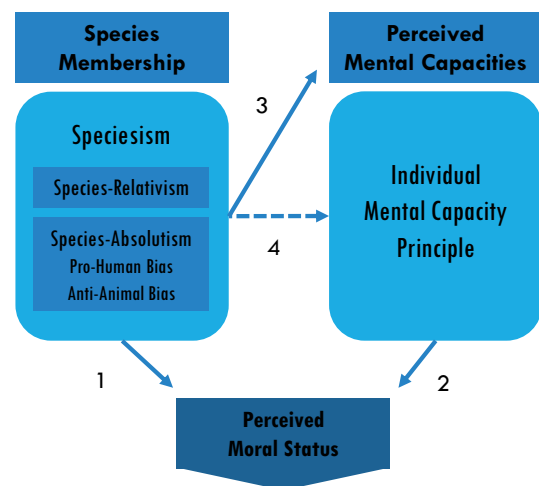 Species
Membership
Perceived
Mental Capacities
Speciesism
Species-Relativism
Species-Absolutism
Pro-Human Bias
Anti-Animal Bias
3
4
Individual
Mental Capacity
Principle
1
2
Perceived
Moral Status